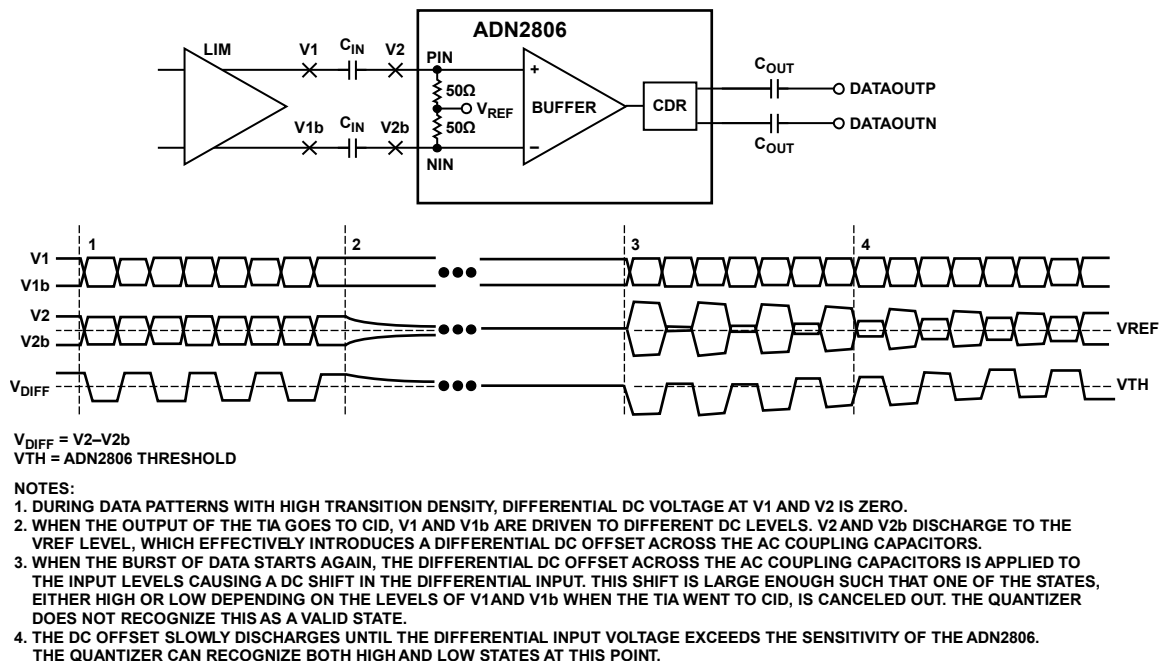 ADN2806
LIM
V1
C_IN
V2
PIN
50Ω
V_REF
50Ω
BUFFER
CDR
C_OUT
DATAOUTP
V1b
C_IN
V2b
NIN
+
–
DATAOUTN
C_OUT
1
2
3
4
V1
V1b
V2
V2b
VREF
V_DIFF
VTH
V_DIFF = V2–V2b
VTH = ADN2806 THRESHOLD
NOTES:
1. DURING DATA PATTERNS WITH HIGH TRANSITION DENSITY, DIFFERENTIAL DC VOLTAGE AT V1 AND V2 IS ZERO.
2. WHEN THE OUTPUT OF THE TIA GOES TO CID, V1 AND V1b ARE DRIVEN TO DIFFERENT DC LEVELS. V2 AND V2b DISCHARGE TO THE
VREF LEVEL, WHICH EFFECTIVELY INTRODUCES A DIFFERENTIAL DC OFFSET ACROSS THE AC COUPLING CAPACITORS.
3. WHEN THE BURST OF DATA STARTS AGAIN, THE DIFFERENTIAL DC OFFSET ACROSS THE AC COUPLING CAPACITORS IS APPLIED TO
THE INPUT LEVELS CAUSING A DC SHIFT IN THE DIFFERENTIAL INPUT. THIS SHIFT IS LARGE ENOUGH SUCH THAT ONE OF THE STATES,
EITHER HIGH OR LOW DEPENDING ON THE LEVELS OF V1 AND V1b WHEN THE TIA WENT TO CID, IS CANCELED OUT. THE QUANTIZER
DOES NOT RECOGNIZE THIS AS A VALID STATE.
4. THE DC OFFSET SLOWLY DISCHARGES UNTIL THE DIFFERENTIAL INPUT VOLTAGE EXCEEDS THE SENSITIVITY OF THE ADN2806.
THE QUANTIZER CAN RECOGNIZE BOTH HIGH AND LOW STATES AT THIS POINT.